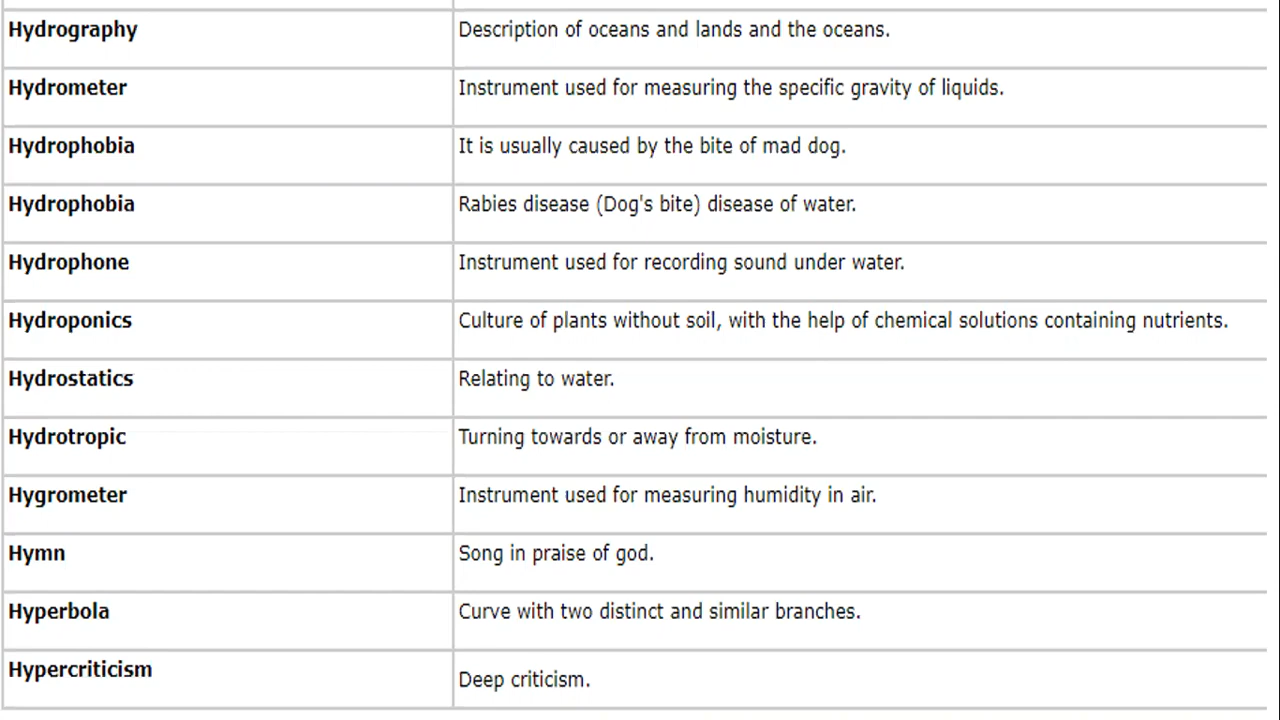 Hydrography Description of oceans and lands and the oceans.
Hydrometer Instrument used for measuring the specific gravity of liquids.
Hydrophobia It is usually caused by the bite of mad dog.
Hydrophobia Rabies disease (Dog's bite) disease of water.
Hydrophone Instrument used for recording sound under water.
Hydroponics Culture of plants without soil, with the help of chemical solutions containing nutrients.
Hydrostatics Relating to water.
Hydrotropic Turning towards or away from moisture.
Hygrometer Instrument used for measuring humidity in air.
Hymn Song in praise of god.
Hyperbola Curve with two distinct and similar branches.
Hypercriticism Deep criticism.